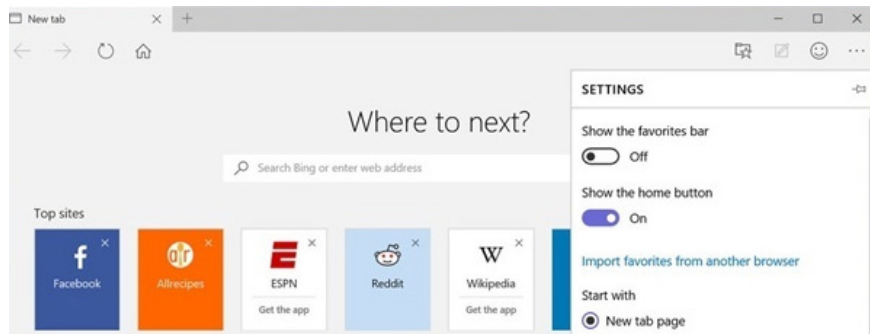 New tab
SETTINGS
Where to next?
Show the favorites bar
Off
Search Bing or enter web address
Show the home button
On
Top sites
Import favorites from another browser
f
ar
E
W
Facebook
Allrecipes
ESPN
Reddit
Wikipedia
Get the app
Get the app
Start with
New tab page